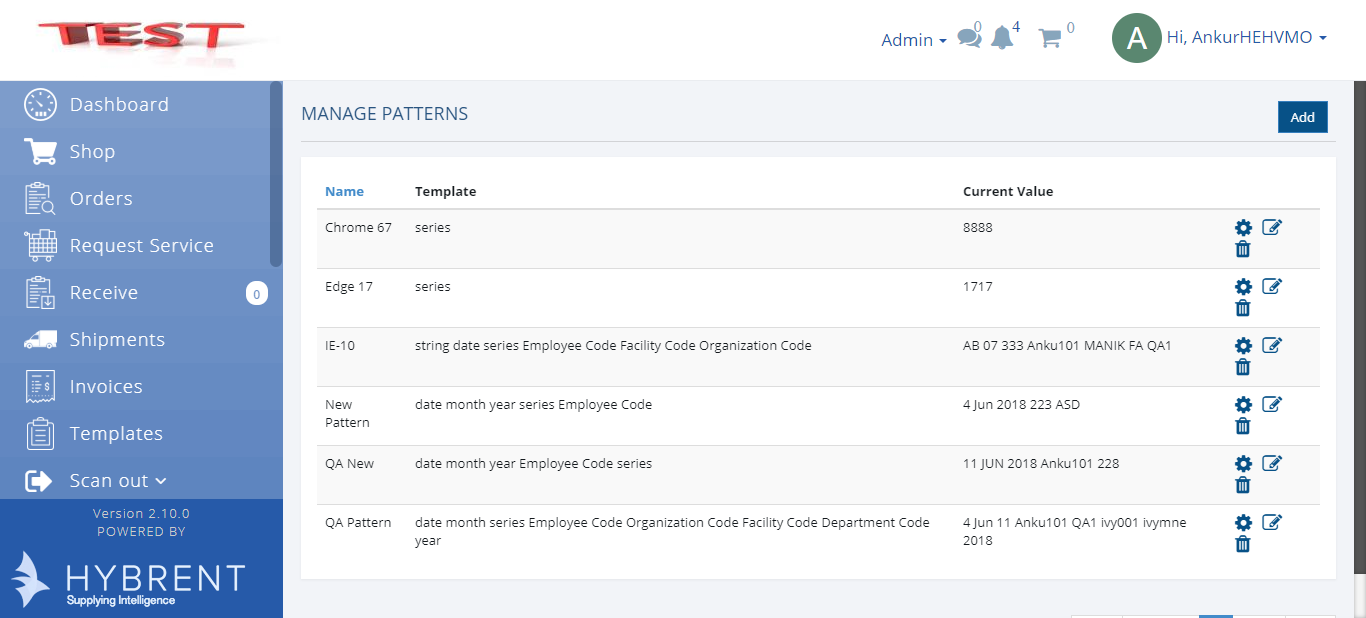 TEST
Admin
0
4
0
A
Hi, AnkurHEHVMO
Dashboard
Shop
Orders
Request Service
Receive
0
Shipments
Invoices
Templates
Scan out
Version 2.10.0
POWERED BY
HYBRENT
Supplying Intelligence
MANAGE PATTERNS
Add
Name Template Current Value
Chrome 67 series 8888
Edge 17 series 1717
IE-10 string date series Employee Code Facility Code Organization Code AB 07 333 Anku101 MANIK FA QA1
New date month year series Employee Code 4 Jun 2018 223 ASD
Pattern
QA New date month year Employee Code series 11 JUN 2018 Anku101 228
QA Pattern date month series Employee Code Organization Code Facility Code Department Code 4 Jun 11 Anku101 QA1 ivy001 ivymne
year 2018